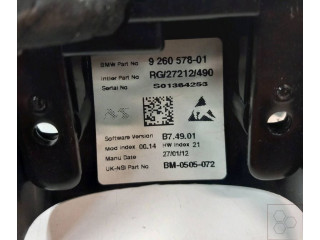 BMW Part No 9 260 578-01
Intier Part No RG/27212/490
Serial No S01364253
Software Version B7.49.01
Mod Index 06.14 HW Index 21
Manu Date 27/01/12
UK-NSI Part No BM-0505-072